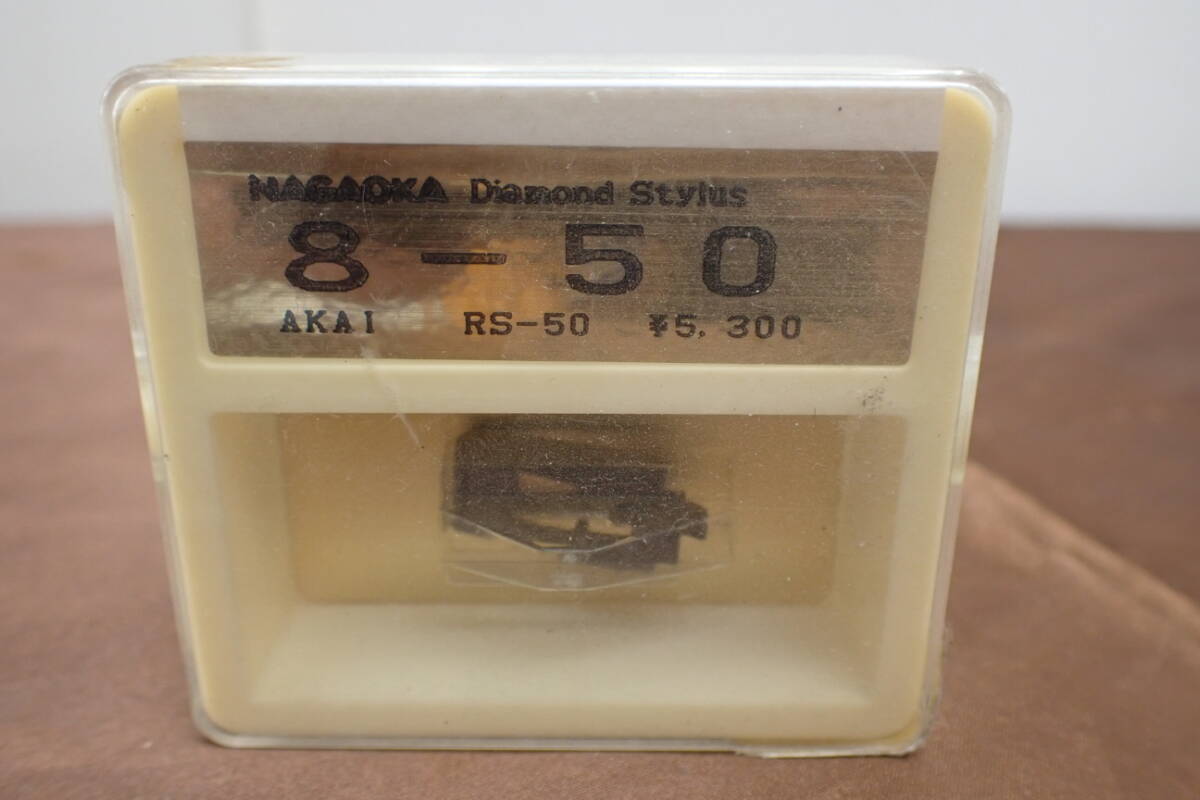 NAGAOKA Diamond Stylus
8-50
AKAI RS-50 ¥5,300